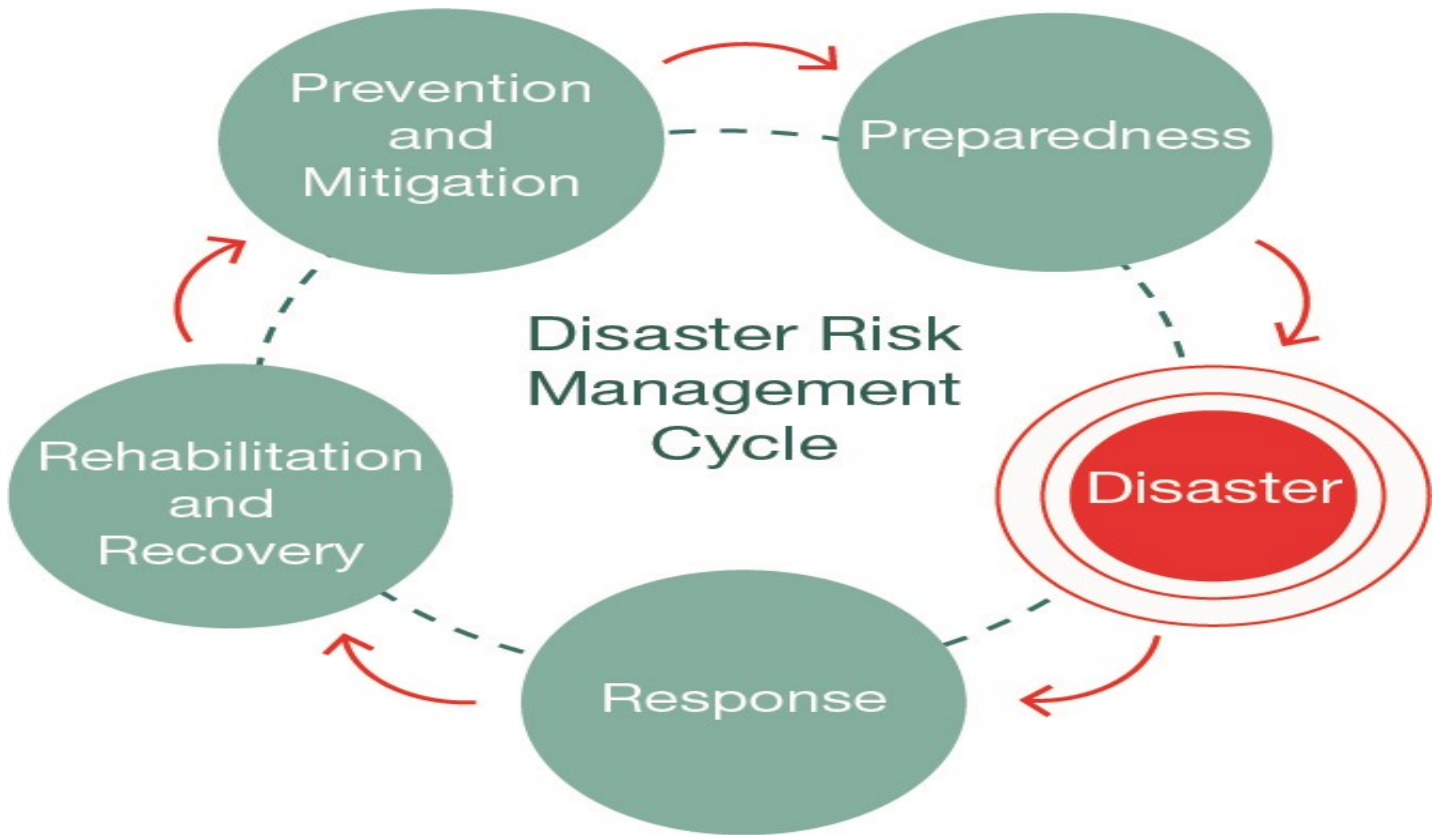 Prevention
and
Mitigation
Preparedness
Disaster Risk
Management
Cycle
Disaster
Response
Rehabilitation
and
Recovery